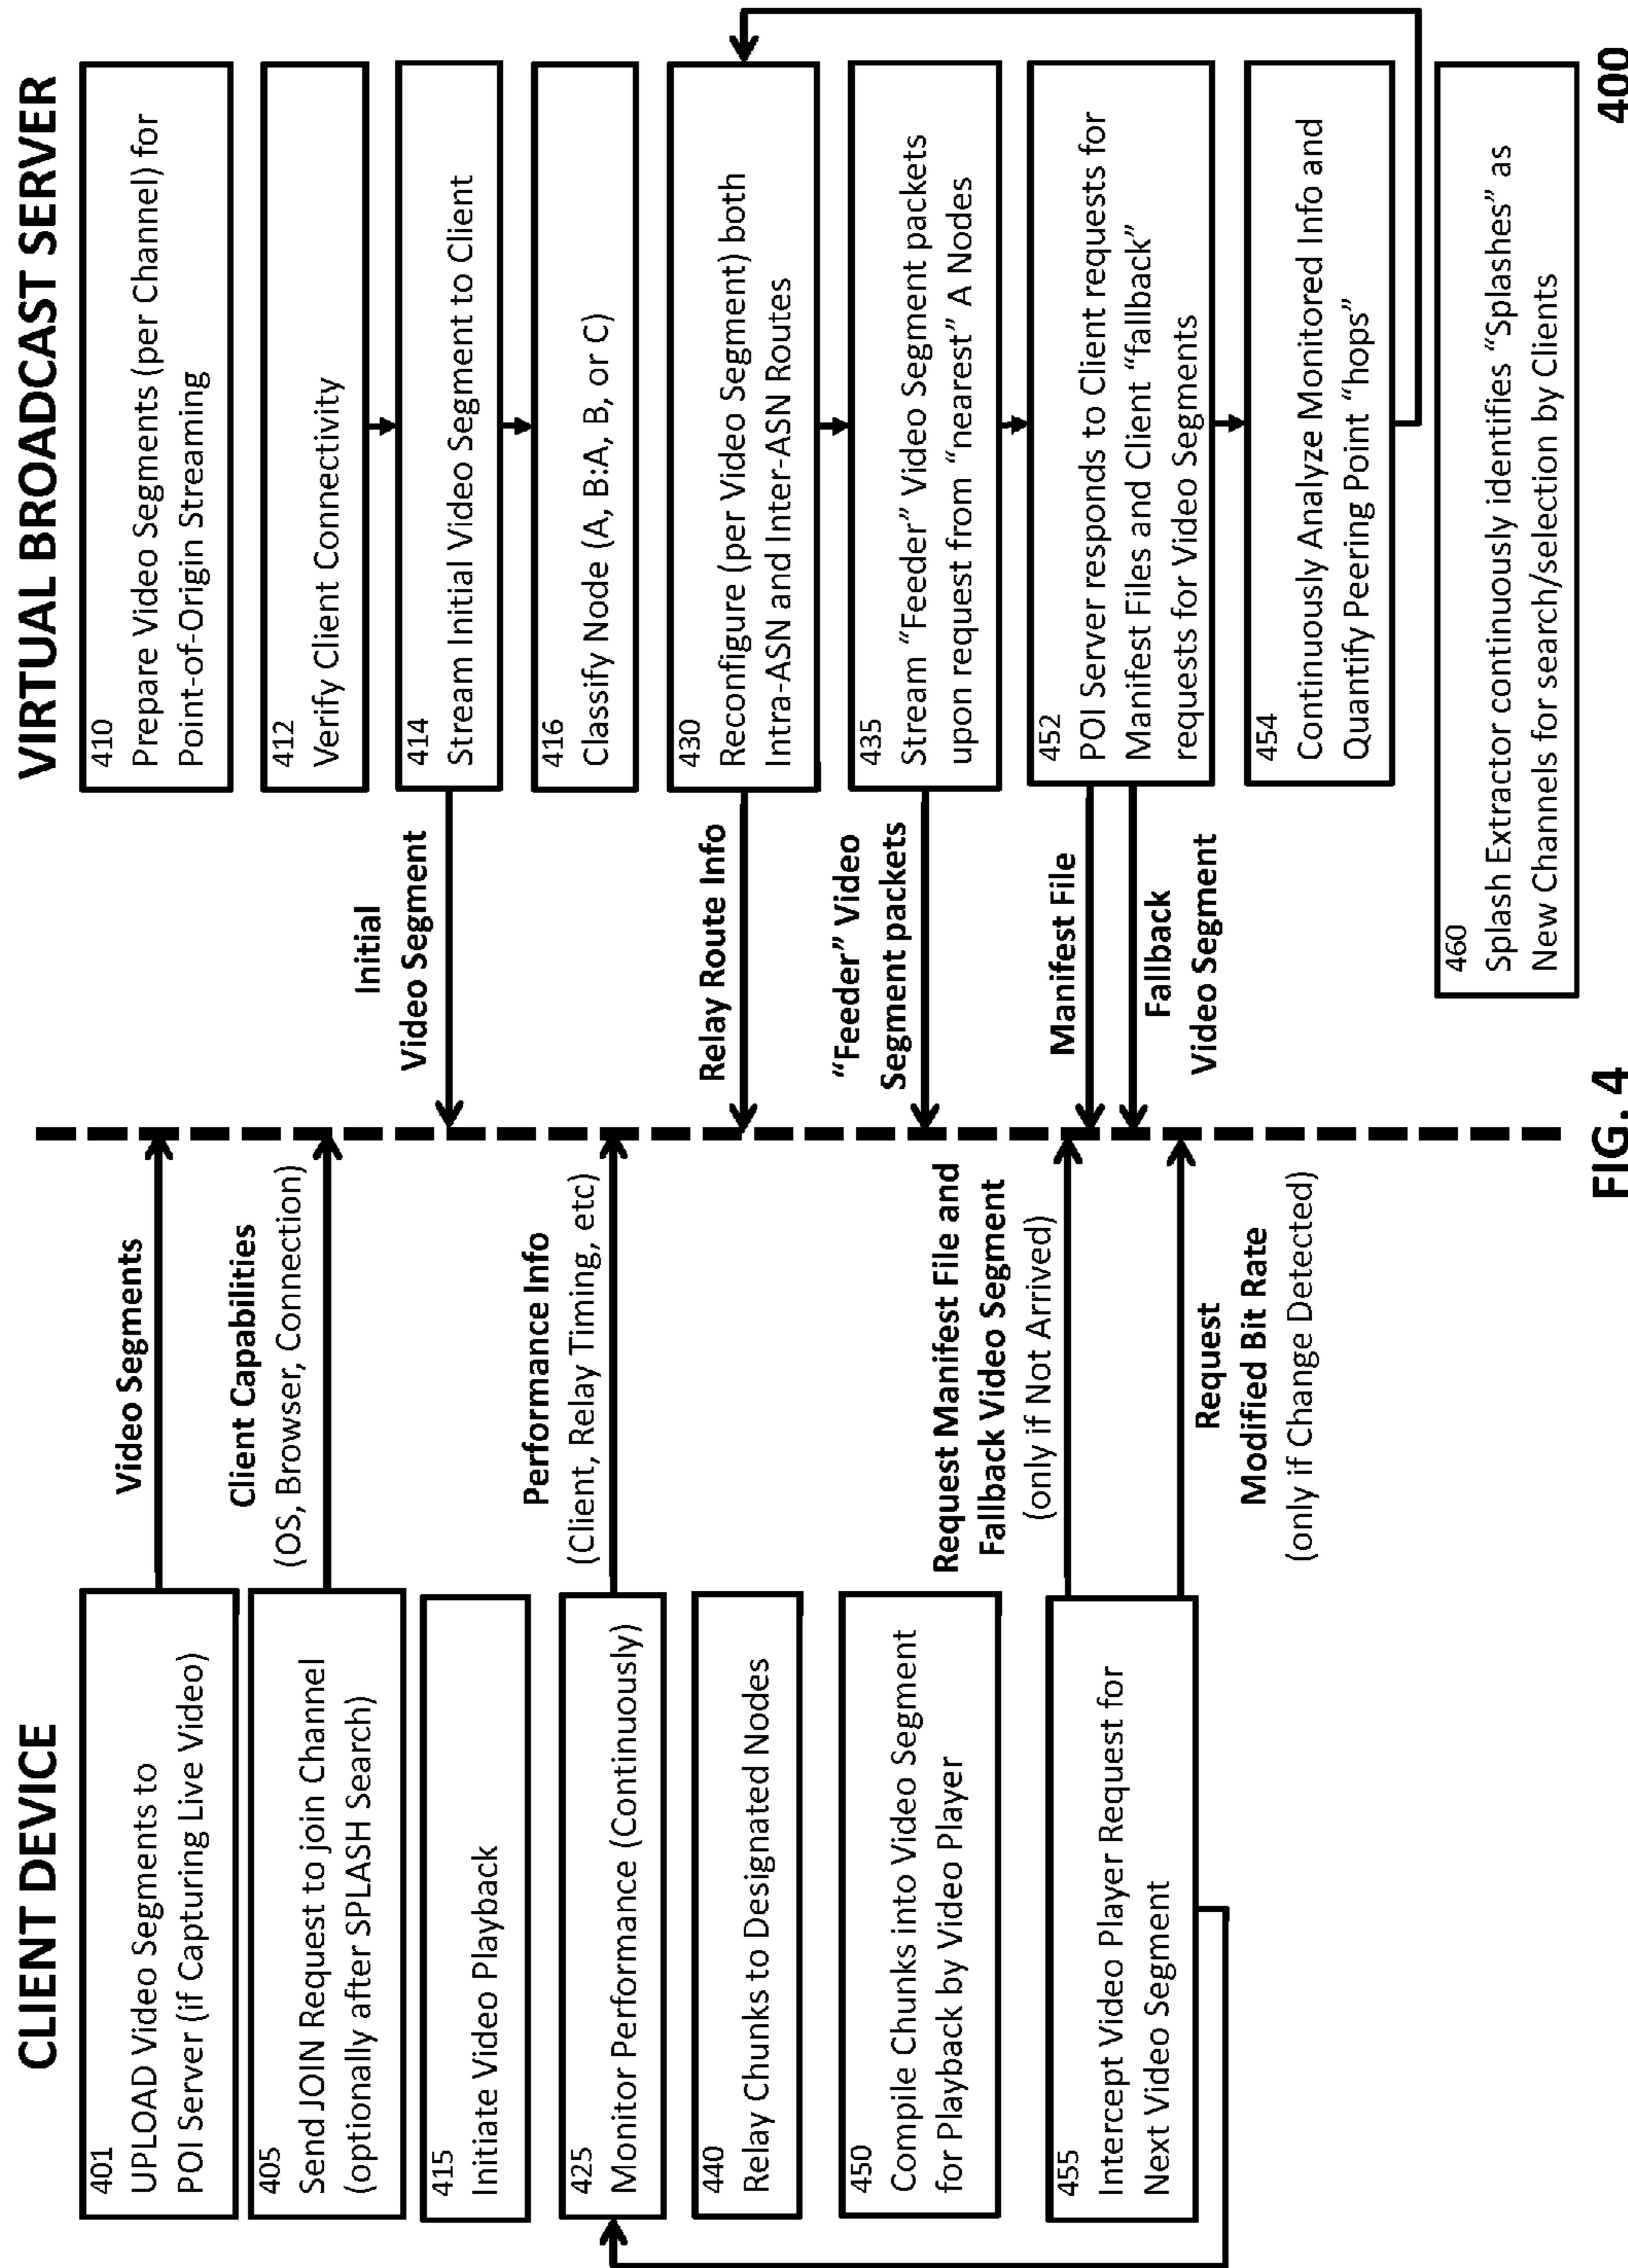 CLIENT DEVICE
401
UPLOAD Video Segments to
POI Server (if Capturing Live Video)
405
Send JOIN Request to join Channel
(optionally after SPLASH Search)
415
Initiate Video Playback
425
Monitor Performance (Continuously)
440
Relay Chunks to Designated Nodes
450
Compile Chunks into Video Segment
for Playback by Video Player
455
Intercept Video Player Request for
Next Video Segment
Video Segments
Client Capabilities
(OS, Browser, Connection)
Performance Info
(Client, Relay Timing, etc)
Request Manifest File and
Fallback Video Segment
(only if Not Arrived)
Request
Modified Bit Rate
(only if Change Detected)
Initial
Video Segment
Relay Route Info
“Feeder” Video
Segment packets
Manifest File
Fallback
Video Segment
VIRTUAL BROADCAST SERVER
410
Prepare Video Segments (per Channel) for
Point-of-Origin Streaming
412
Verify Client Connectivity
414
Stream Initial Video Segment to Client
416
Classify Node (A, B:A, B, or C)
430
Reconfigure (per Video Segment) both
Intra-ASN and Inter-ASN Routes
435
Stream “Feeder” Video Segment packets
upon request from “nearest” A Nodes
452
POI Server responds to Client requests for
Manifest Files and Client “fallback”
requests for Video Segments
454
Continuously Analyze Monitored Info and
Quantify Peering Point “hops”
460
Splash Extractor continuously identifies “Splashes” as
New Channels for search/selection by Clients
FIG. 4
400